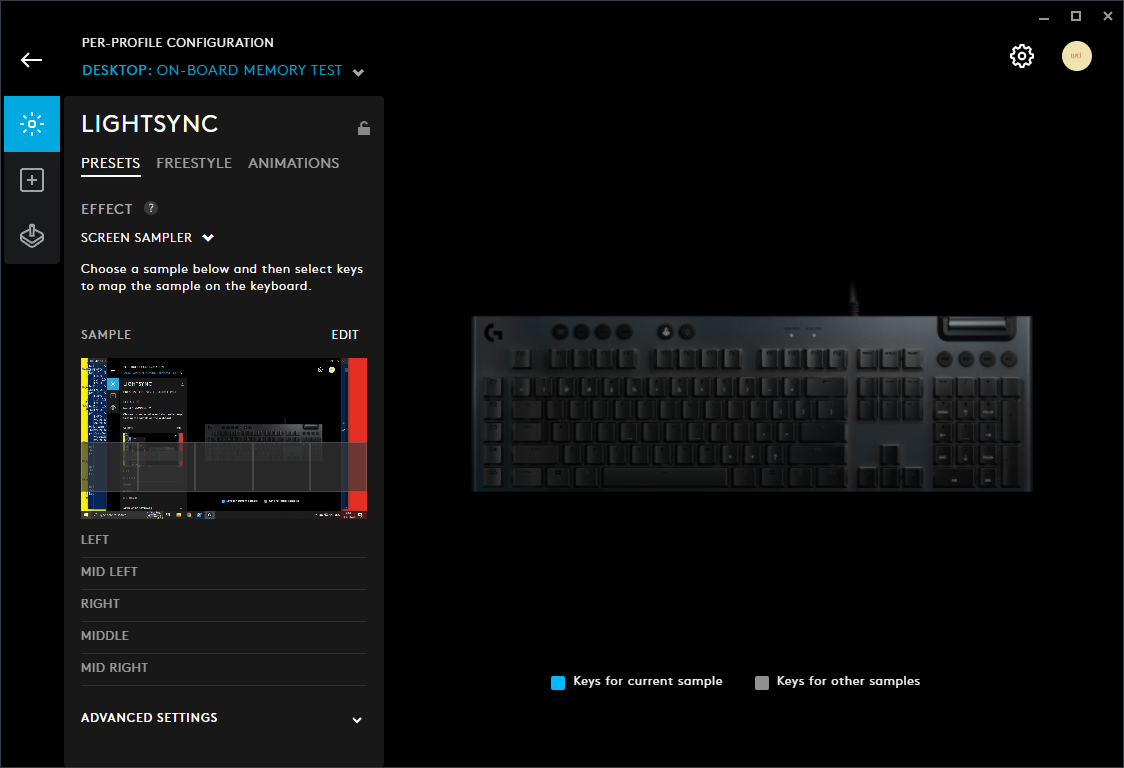 PER-PROFILE CONFIGURATION
DESKTOP: ON-BOARD MEMORY TEST
LIGHTSYNC
PRESETS FREESTYLE ANIMATIONS
EFFECT ?
SCREEN SAMPLER
Choose a sample below and then select keys
to map the sample on the keyboard.
SAMPLE EDIT
LIGHTSYNC
LEFT
MID LEFT
RIGHT
MIDDLE
MID RIGHT
ADVANCED SETTINGS
Keys for current sample
Keys for other samples